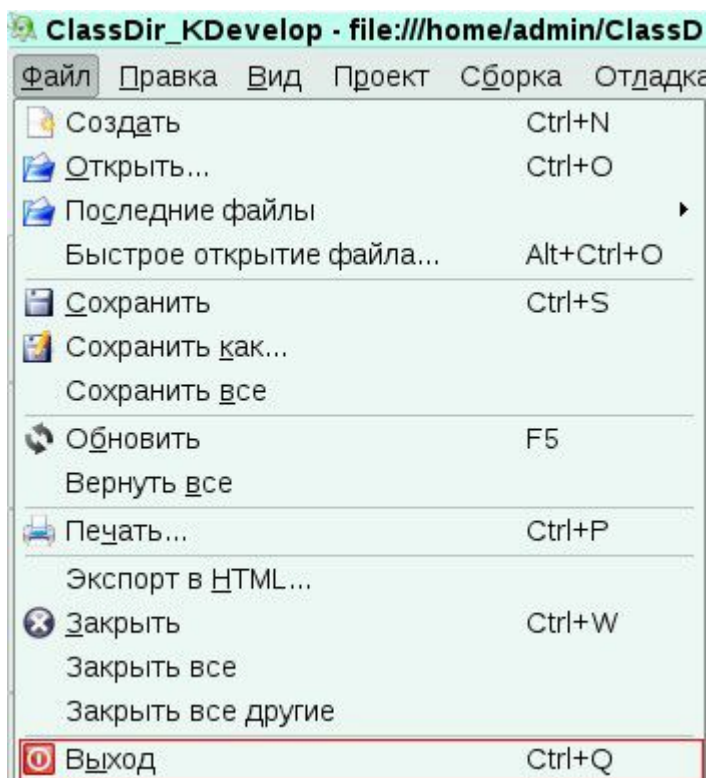 ClassDir_KDevelop - file:///home/admin/ClassD
Файл Правка Вид Проект Сборка Отладка
Создать Ctrl+N
Открыть... Ctrl+O
Последние файлы
Быстрое открытие файла... Alt+Ctrl+O
Сохранить Ctrl+S
Сохранить как...
Сохранить все
Обновить F5
Вернуть все
Печать... Ctrl+P
Экспорт в HTML...
Закрыть Ctrl+W
Закрыть все
Закрыть все другие
Выход Ctrl+Q